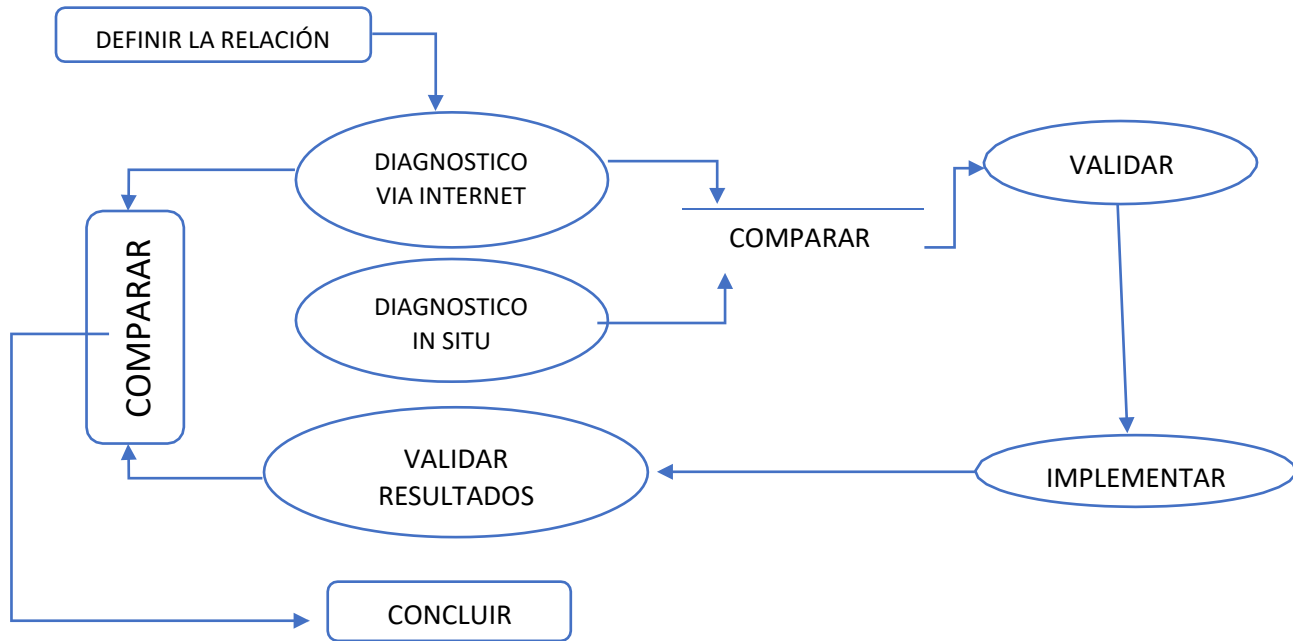 DEFINIR LA RELACIÓN
DIAGNOSTICO
VIA INTERNET
VALIDAR
COMPARAR
COMPARAR
DIAGNOSTICO
IN SITU
VALIDAR
RESULTADOS
IMPLEMENTAR
CONCLUIR